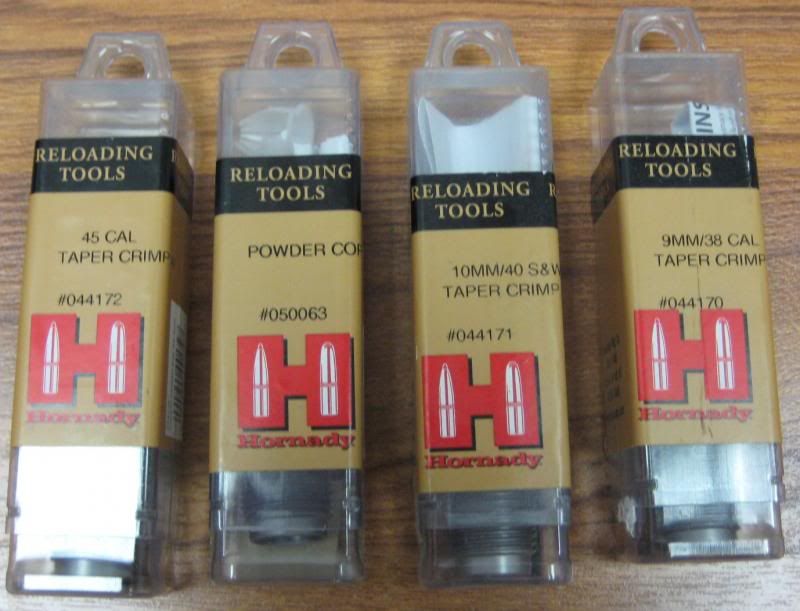 RELOADING
TOOLS
45 CAL
TAPER CRIMP
#044172
H
Hornady
RELOADING
TOOLS
POWDER COP
#050063
H
Hornady
RELOADING
TOOLS
10MM/40 S&W
TAPER CRIMP
#044171
H
Hornady
INS
RELOADING
TOOLS
9MM/38 CAL
TAPER CRIMP
#044170
H
Hornady